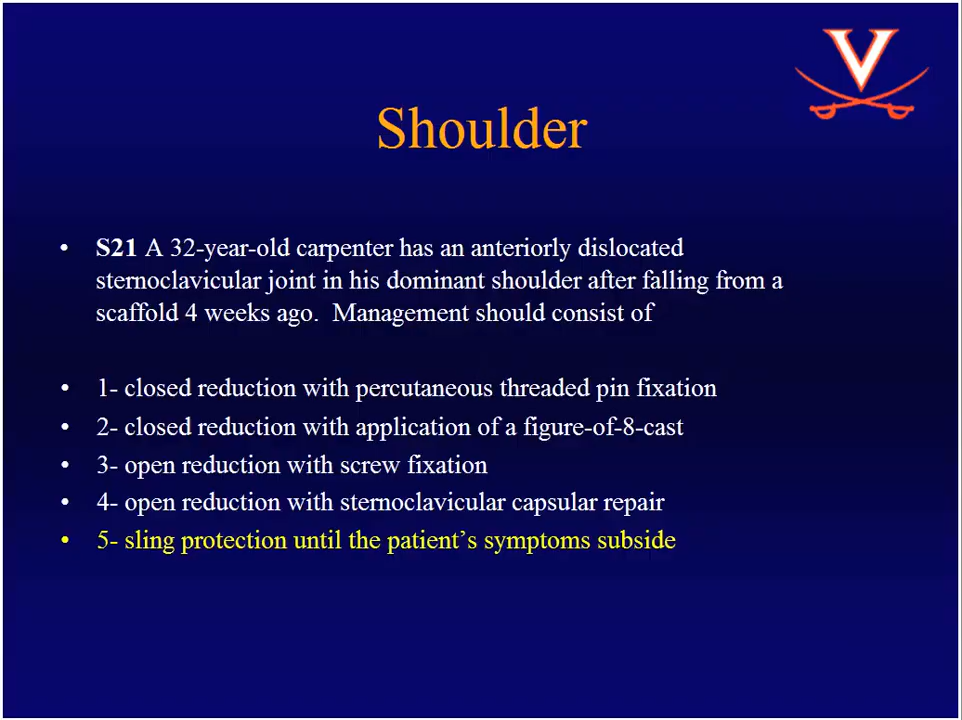 V
Shoulder
• S21 A 32-year-old carpenter has an anteriorly dislocated
sternoclavicular joint in his dominant shoulder after falling from a
scaffold 4 weeks ago.  Management should consist of
• 1- closed reduction with percutaneous threaded pin fixation
• 2- closed reduction with application of a figure-of-8-cast
• 3- open reduction with screw fixation
• 4- open reduction with sternoclavicular capsular repair
• 5- sling protection until the patient’s symptoms subside